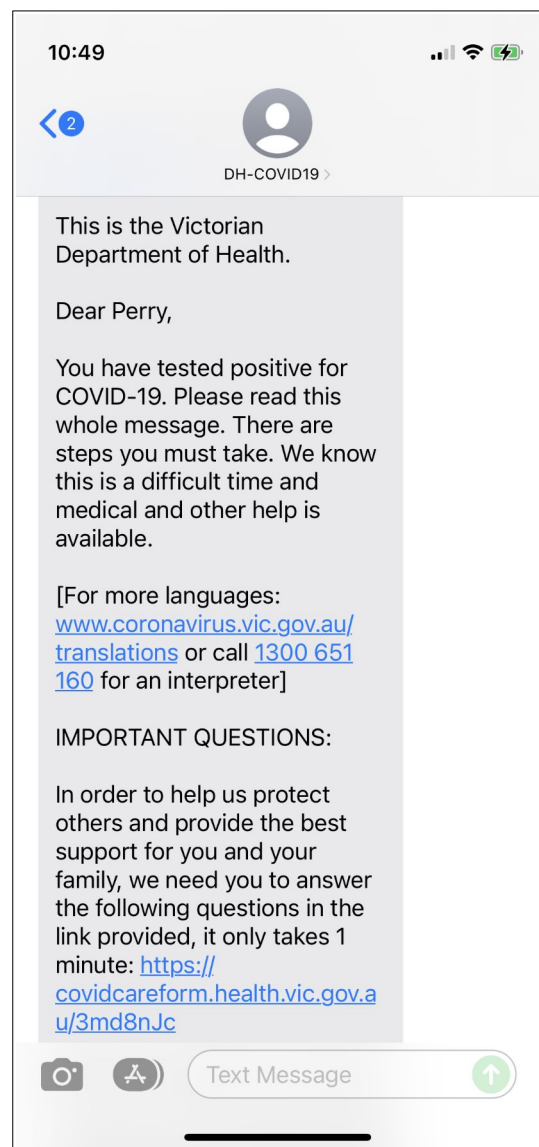 10:49
2
DH-COVID19
This is the Victorian
Department of Health.
Dear Perry,
You have tested positive for
COVID-19. Please read this
whole message. There are
steps you must take. We know
this is a difficult time and
medical and other help is
available.
[For more languages:
www.coronavirus.vic.gov.au/
translations or call 1300 651
160 for an interpreter]
IMPORTANT QUESTIONS:
In order to help us protect
others and provide the best
support for you and your
family, we need you to answer
the following questions in the
link provided, it only takes 1
minute: https://
covidcareform.health.vic.gov.a
u/3md8nJc
Text Message